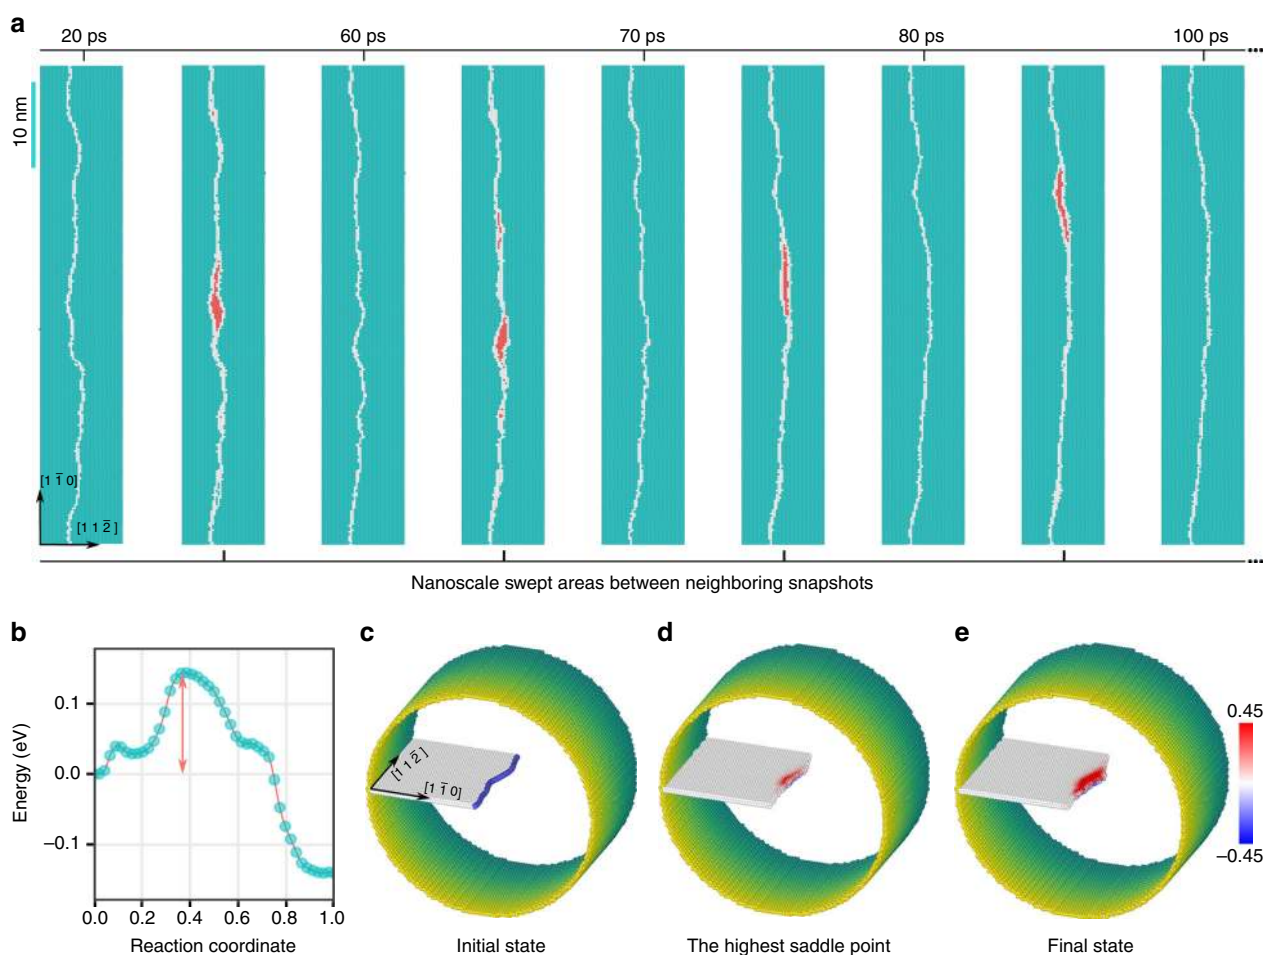 a
20 ps 60 ps 70 ps 80 ps 100 ps
10 nm
[1 1̅ 0]
[1 1 2̅ ]
Nanoscale swept areas between neighboring snapshots
b c d e
0.1
0.0
−0.1
Energy (eV)
0.0 0.2 0.4 0.6 0.8 1.0
Reaction coordinate
[1 1 2̅ ]
[1 1̅ 0]
Initial state
The highest saddle point
Final state
0.45
−0.45